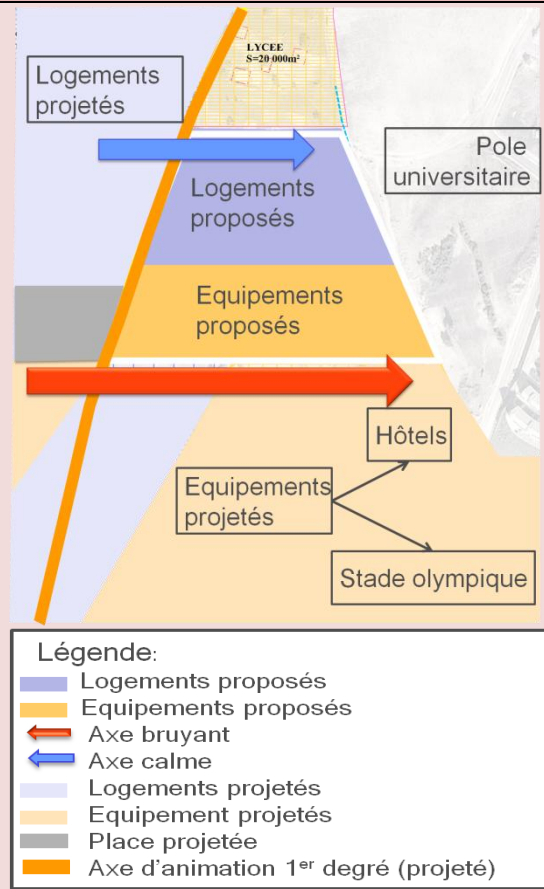 LYCEE
S=20 000m²
Logements
projetés
Pole
universitaire
Logements
proposés
Equipements
proposés
Hôtels
Equipements
projetés
Stade olympique
Légende:
Logements proposés
Equipements proposés
Axe bruyant
Axe calme
Logements projetés
Equipement projetés
Place projetée
Axe d'animation 1er degré (projeté)